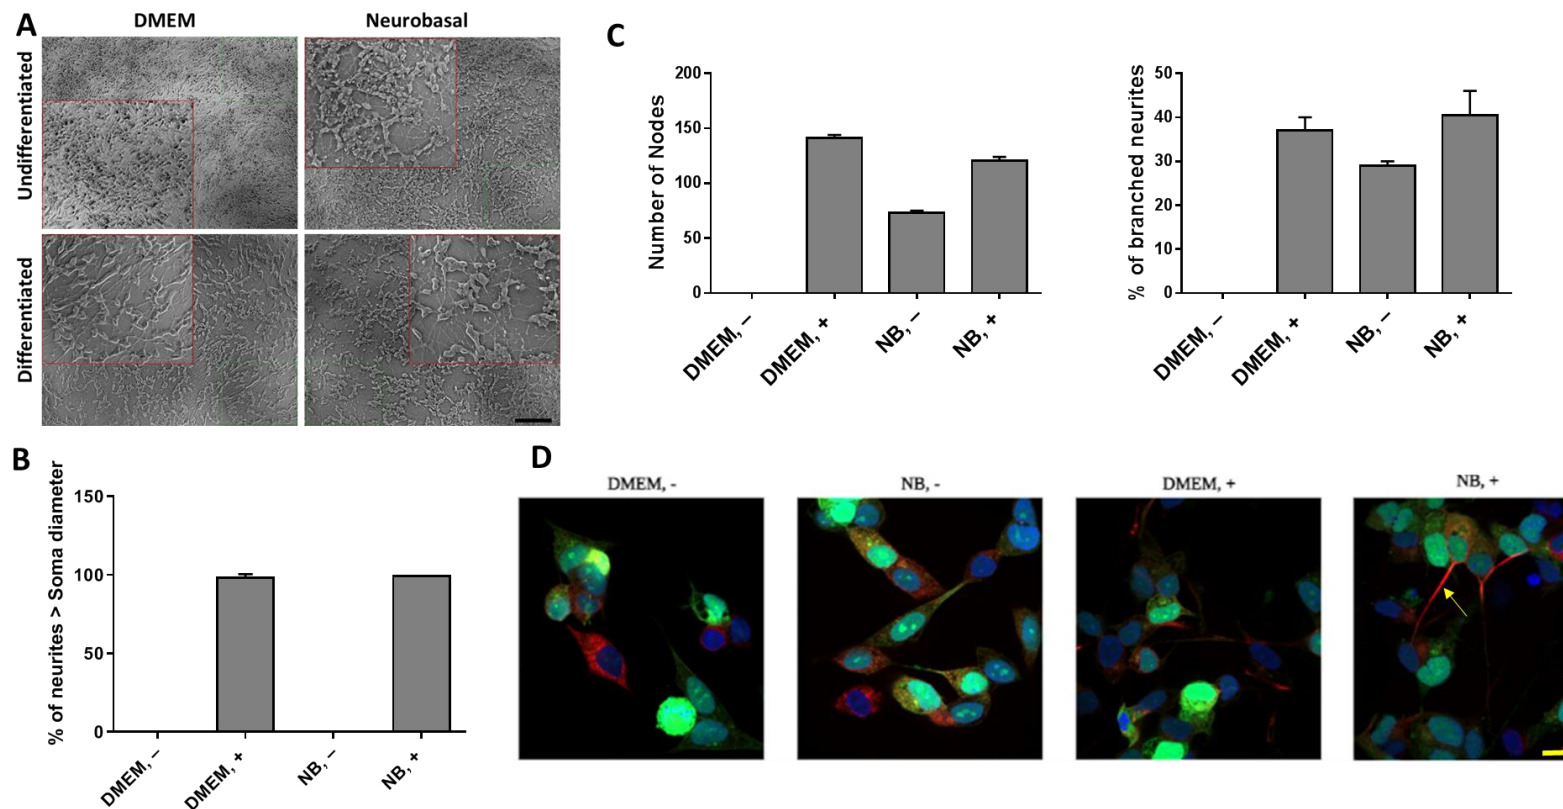 A
DMEM
Neurobasal
Undifferentiated
Differentiated
B
% of neurites > Soma diameter
150
100
50
0
DMEM, –
DMEM, +
NB, –
NB, +
C
Number of Nodes
200
150
100
50
0
DMEM, –
DMEM, +
NB, –
NB, +
% of branched neurites
50
40
30
20
10
0
DMEM, –
DMEM, +
NB, –
NB, +
D
DMEM, -
NB, -
DMEM, +
NB, +